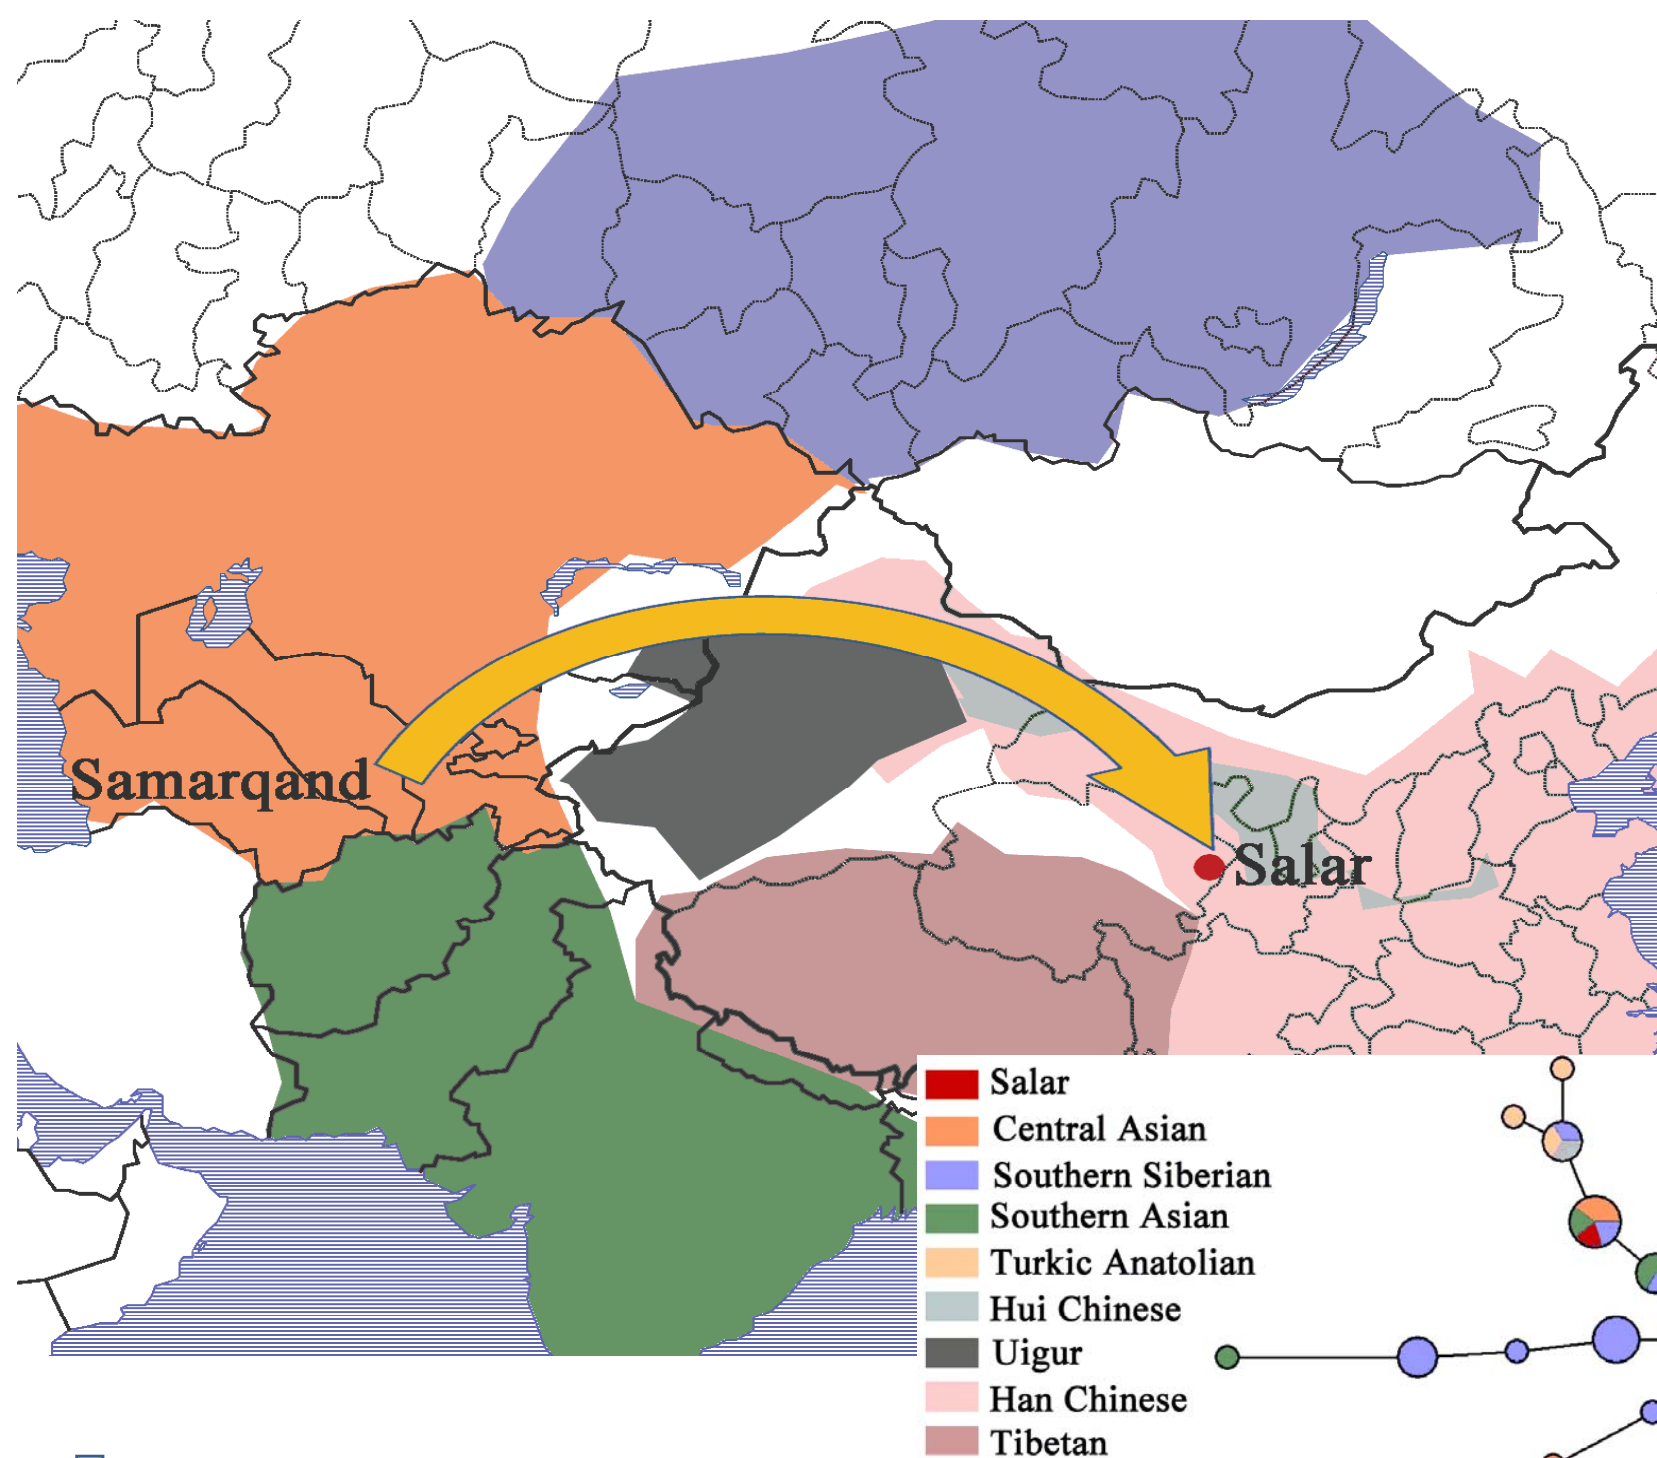 Samarqand
Salar
Salar
Central Asian
Southern Siberian
Southern Asian
Turkic Anatolian
Hui Chinese
Uigur
Han Chinese
Tibetan